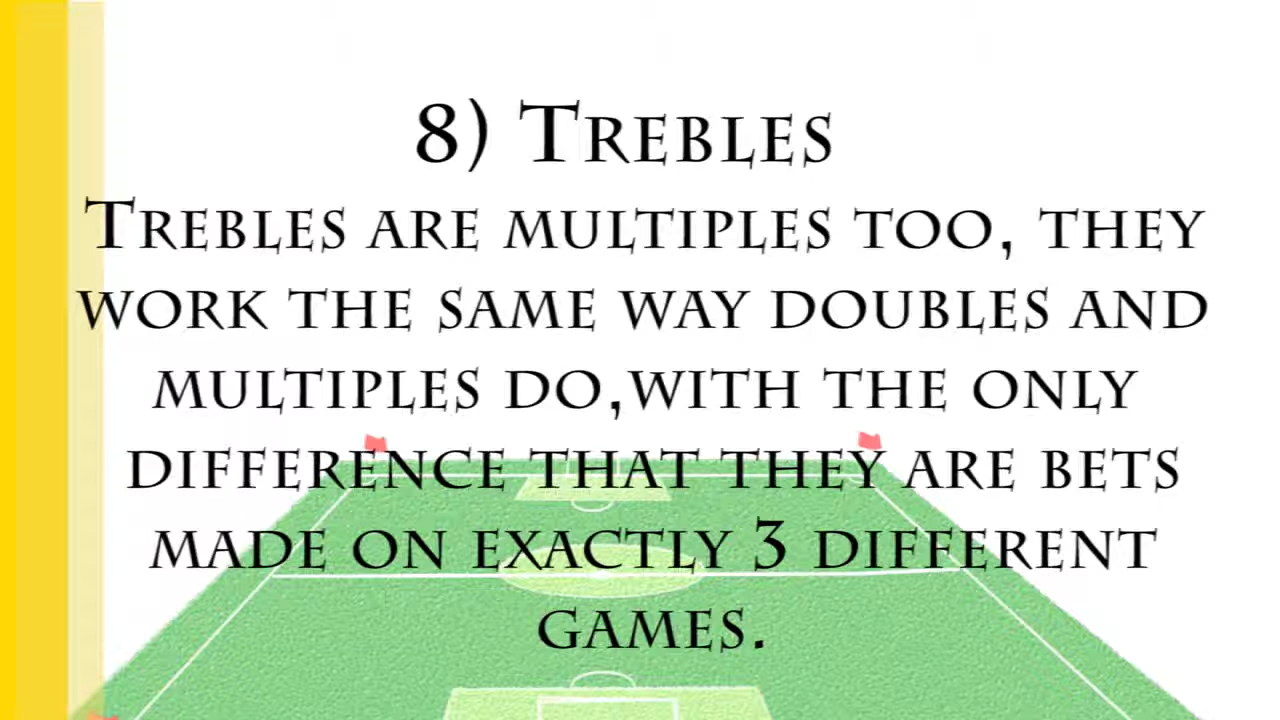 8) Trebles
Trebles are multiples too, they
work the same way doubles and
multiples do,with the only
difference that they are bets
made on exactly 3 different
games.